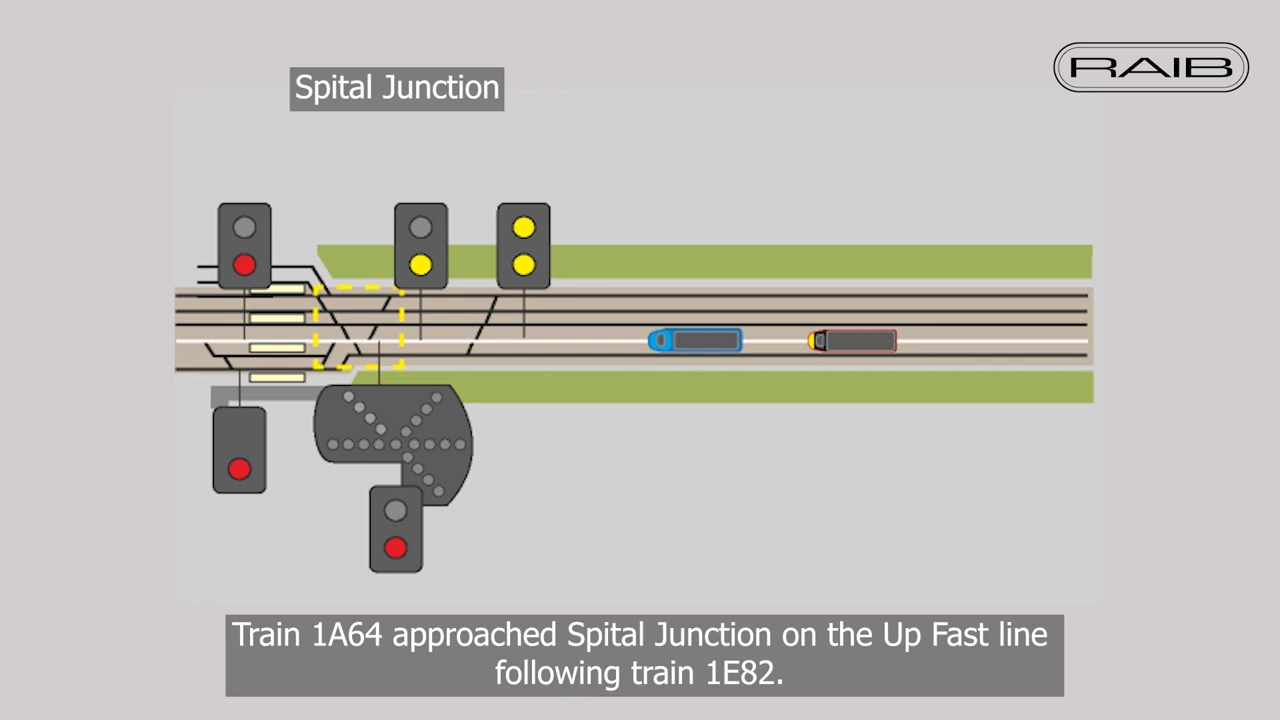 RAIB
Spital Junction
Train 1A64 approached Spital Junction on the Up Fast line
following train 1E82.